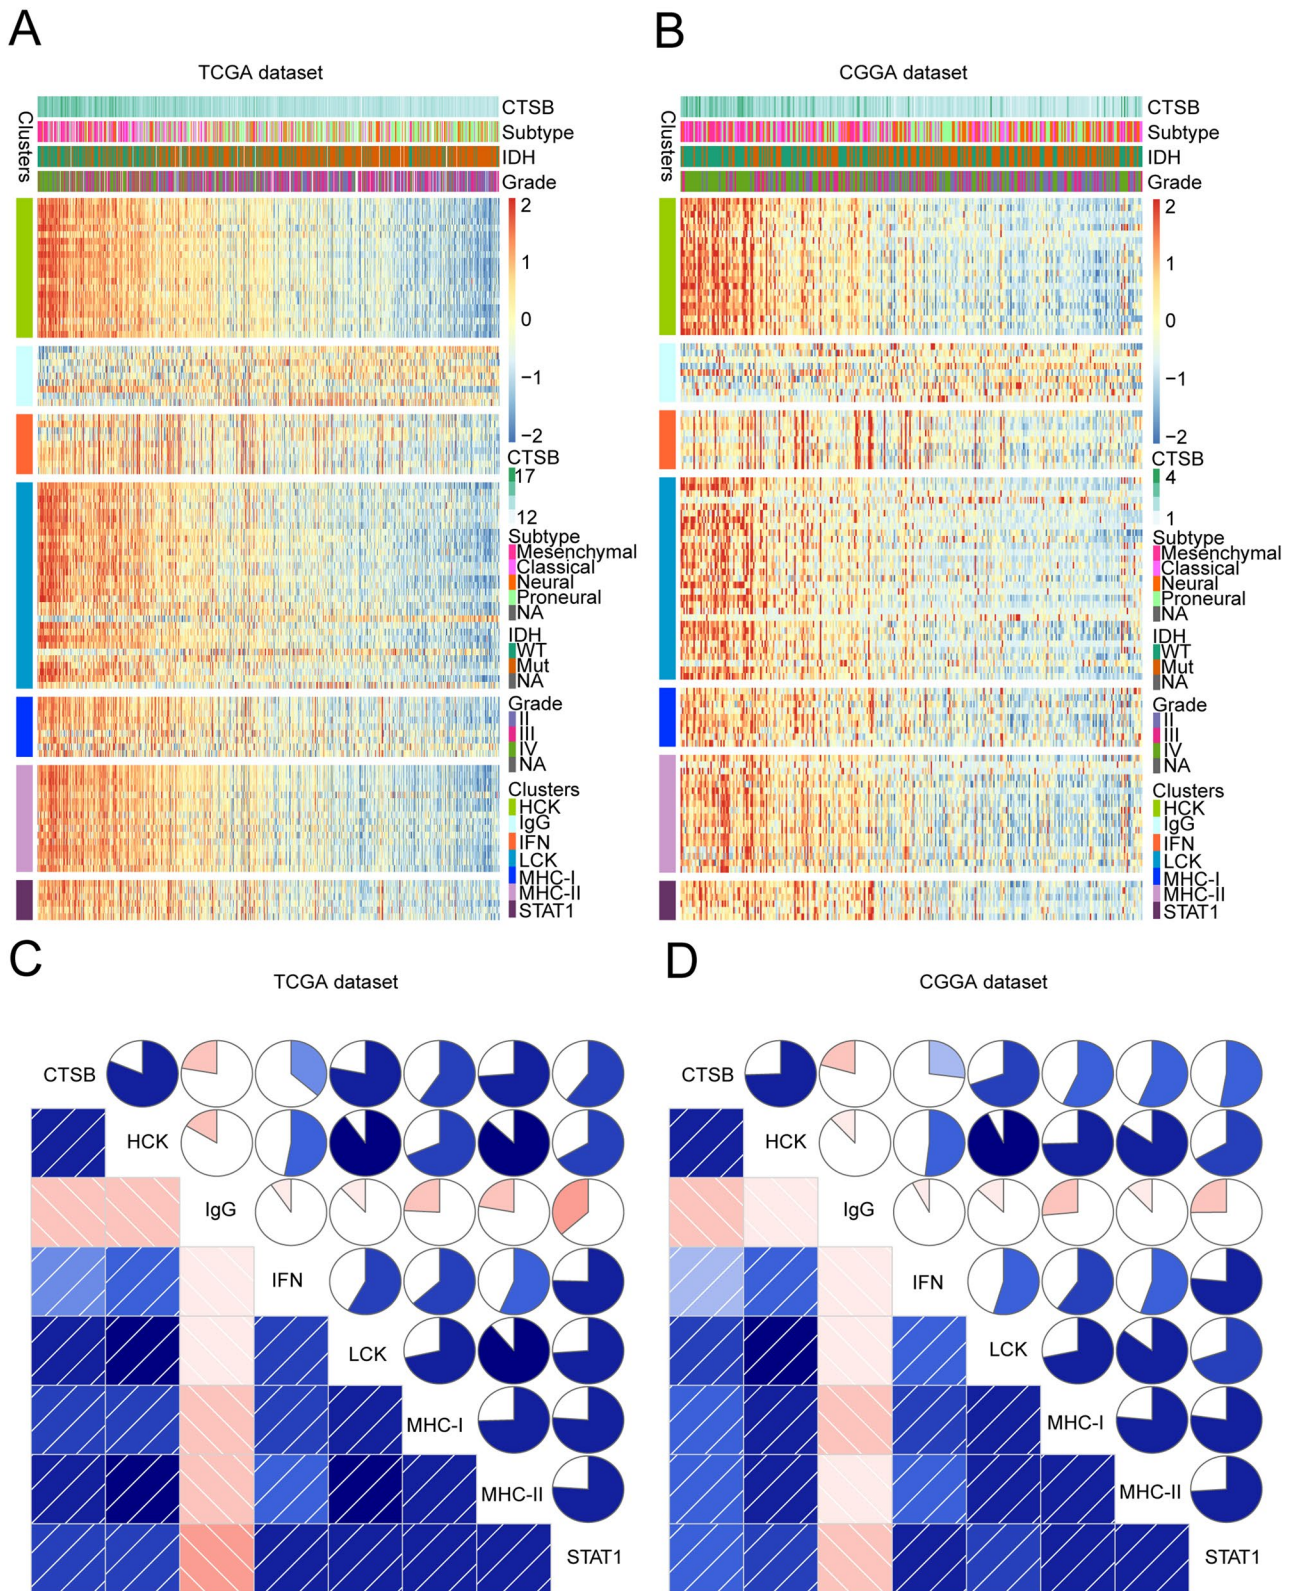 A
TCGA dataset
Clusters
CTSB
Subtype
IDH
Grade
2
1
0
−1
−2
CTSB
17
12
Subtype
Mesenchymal
Classical
Neural
Proneural
NA
IDH
WT
Mut
NA
Grade
II
III
IV
NA
Clusters
HCK
IgG
IFN
LCK
MHC-I
MHC-II
STAT1
B
CGGA dataset
Clusters
CTSB
Subtype
IDH
Grade
2
1
0
−1
−2
CTSB
4
1
Subtype
Mesenchymal
Classical
Neural
Proneural
NA
IDH
WT
Mut
NA
Grade
II
III
IV
NA
Clusters
HCK
IgG
IFN
LCK
MHC-I
MHC-II
STAT1
C
TCGA dataset
CTSB
HCK
IgG
IFN
LCK
MHC-I
MHC-II
STAT1
D
CGGA dataset
CTSB
HCK
IgG
IFN
LCK
MHC-I
MHC-II
STAT1